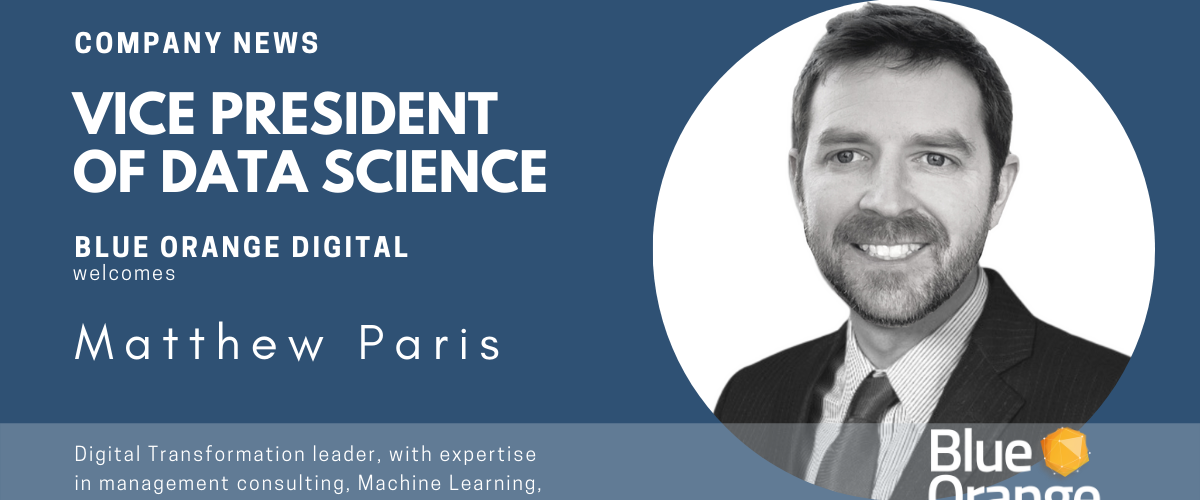 COMPANY NEWS
VICE PRESIDENT
OF DATA SCIENCE
BLUE ORANGE DIGITAL
welcomes
Matthew Paris
Digital Transformation leader, with expertise
in management consulting, Machine Learning,
Blue
Orange